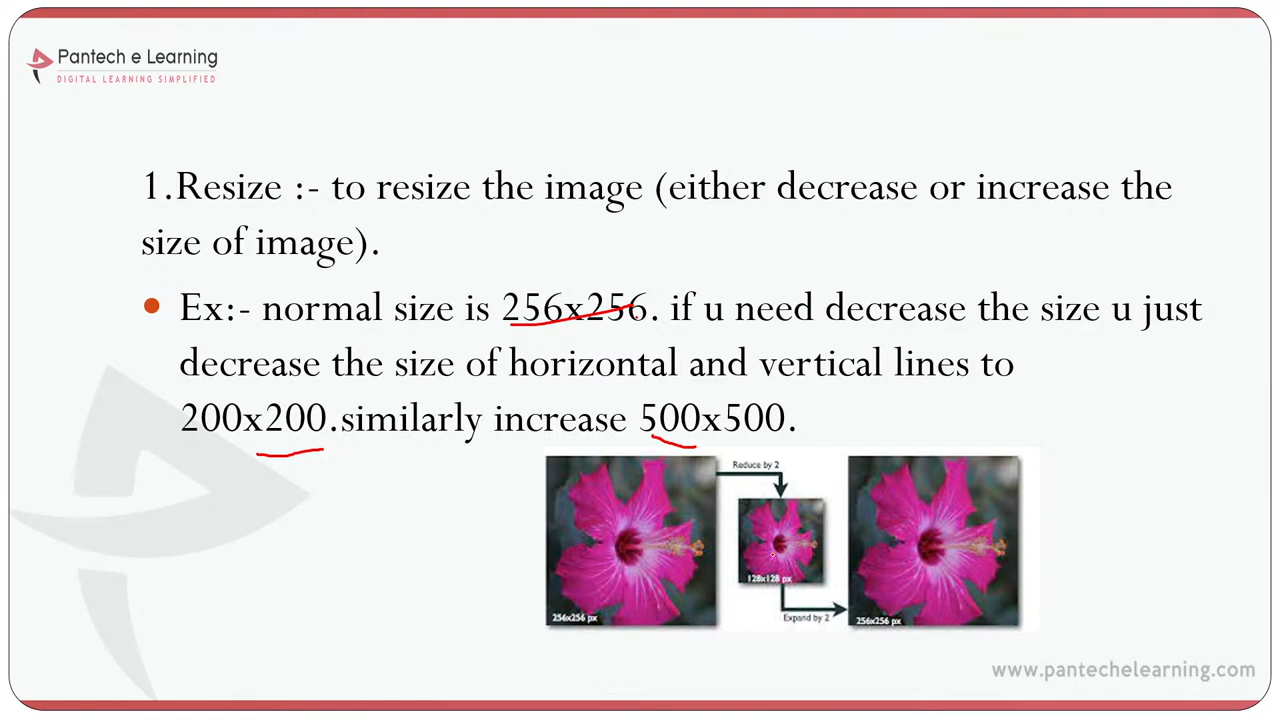 Pantech e Learning
DIGITAL LEARNING SIMPLIFIED
1.Resize :- to resize the image (either decrease or increase the
size of image).
Ex:- normal size is 256x256. if u need decrease the size u just
decrease the size of horizontal and vertical lines to
200x200.similarly increase 500x500.
Reduce by 2
128x128 px
256x256 px
Expand by 2
256x256 px
www.pantechelearning.com